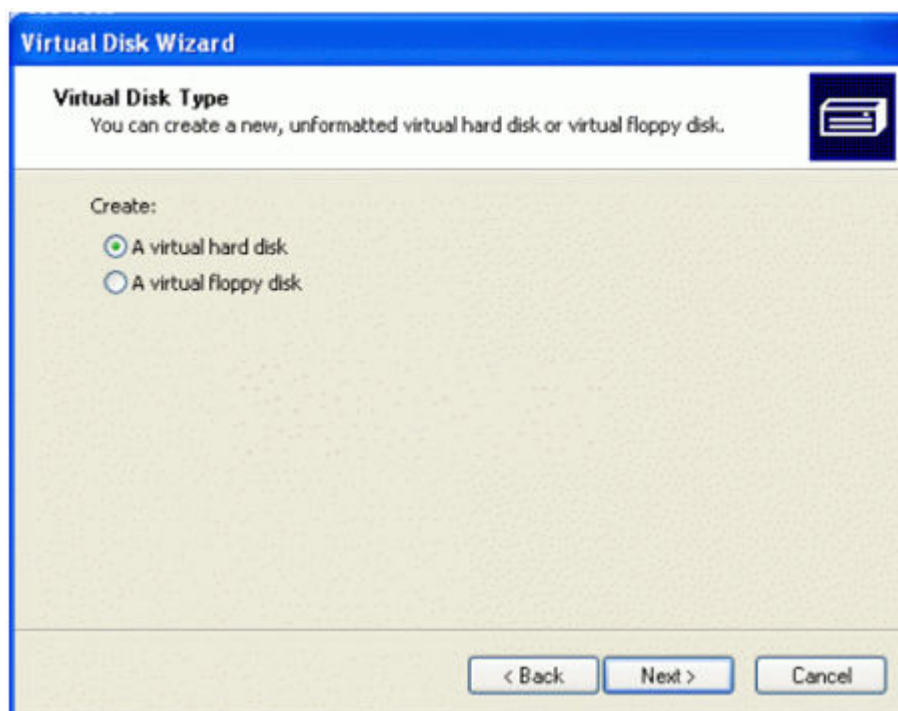 Virtual Disk Wizard
Virtual Disk Type
You can create a new, unformatted virtual hard disk or virtual floppy disk.
Create:
A virtual hard disk
A virtual floppy disk
< Back
Next >
Cancel